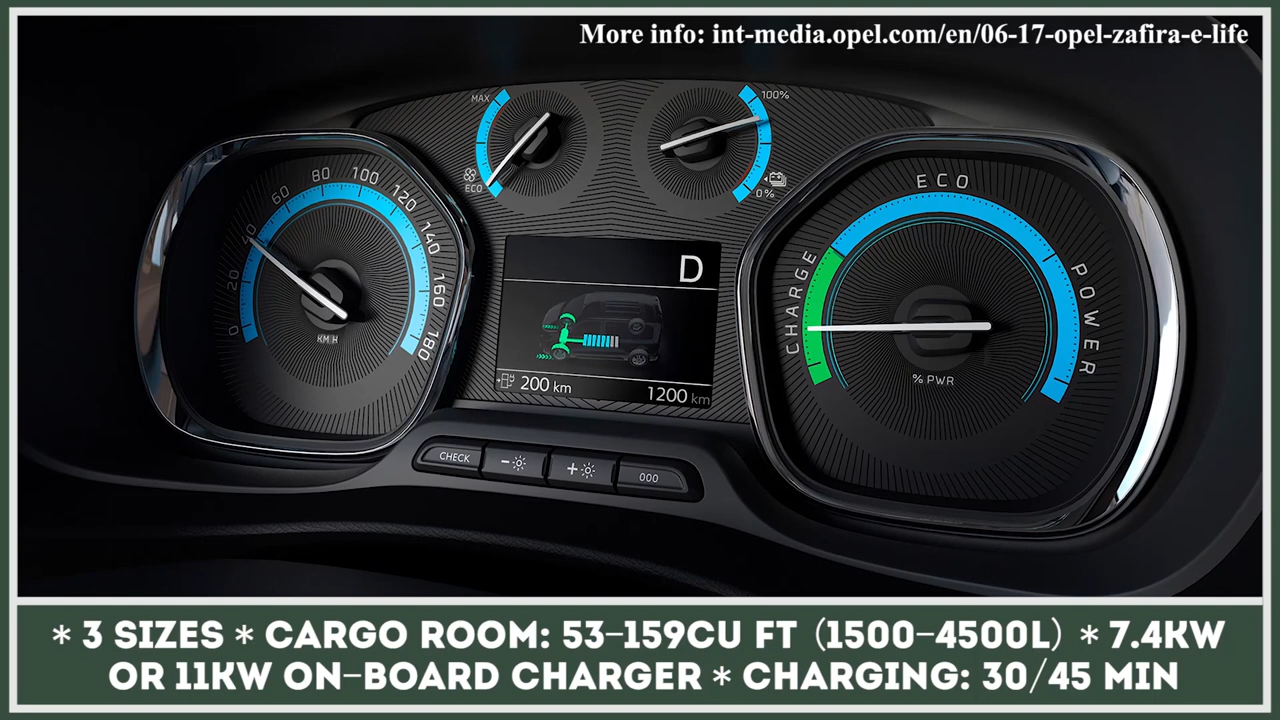 More info: int-media.opel.com/en/06-17-opel-zafira-e-life
MAX
ECO
100%
0%
0
20
40
60
80
100
120
140
160
180
KM/H
D
200 km
1200 km
ECO
CHARGE
POWER
% PWR
CHECK
-
+
000
* 3 SIZES * CARGO ROOM: 53-159CU FT (1500-4500L) * 7.4KW
OR 11KW ON-BOARD CHARGER * CHARGING: 30/45 MIN